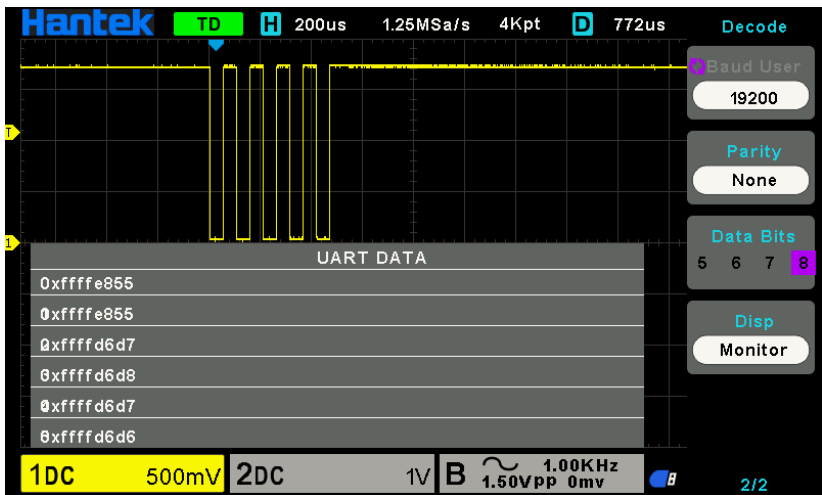 Hantek TD H 200us 1.25MSa/s 4Kpt D 772us Decode
Baud User
19200
T
Parity
None
1
Data Bits
5 6 7 8
UART DATA
0xffffe855
0xffffe855
0xffffd6d7
Disp
Monitor
0xffffd6d8
0xffffd6d7
0xffffd6d6
1DC 500mV 2DC 1V B 1.00KHz
1.50Vpp 0mv
2/2